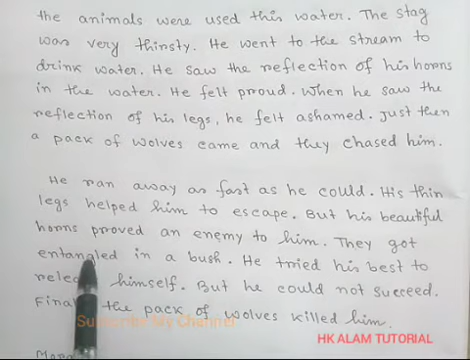 the animals were used this water. The stag
was very thirsty. He went to the stream to
drink water. He saw the reflection of his horns
in the water. He felt proud. When he saw the
reflection of his legs, he felt ashamed. Just then
a pack of wolves came and they chased him.
He ran away as fast as he could. His thin
legs helped him to escape. But his beautiful
horns proved an enemy to him. They got
entangled in a bush. He tried his best to
himself. But he could not succeed.
the pack of wolves killed him.
Subscribe My Channel
HK ALAM TUTORIAL